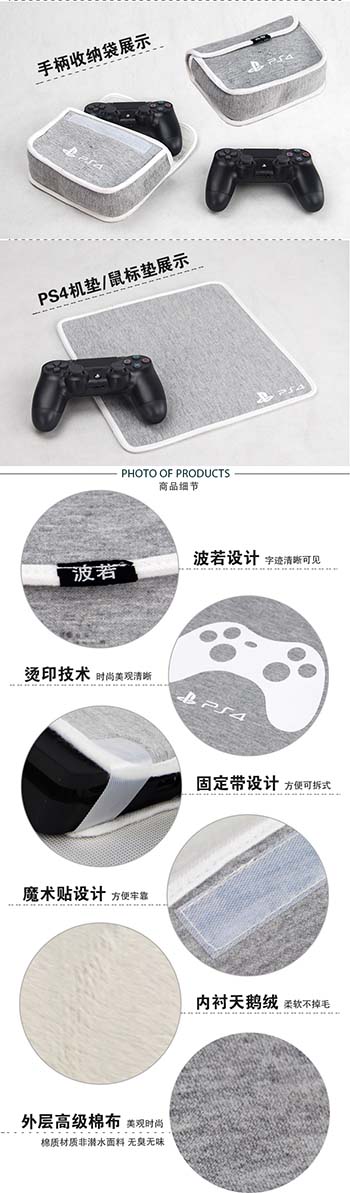 手柄收纳袋展示
PS4
PS4
PS4机垫/鼠标垫展示
PS4
PHOTO OF PRODUCTS
商品细节
波若
波若设计 字迹清晰可见
烫印技术 时尚美观清晰
PS4
固定带设计 方便可拆式
魔术贴设计 方便牢靠
内衬天鹅绒 柔软不掉毛
外层高级棉布 美观时尚
棉质材质非潜水面料 无臭无味